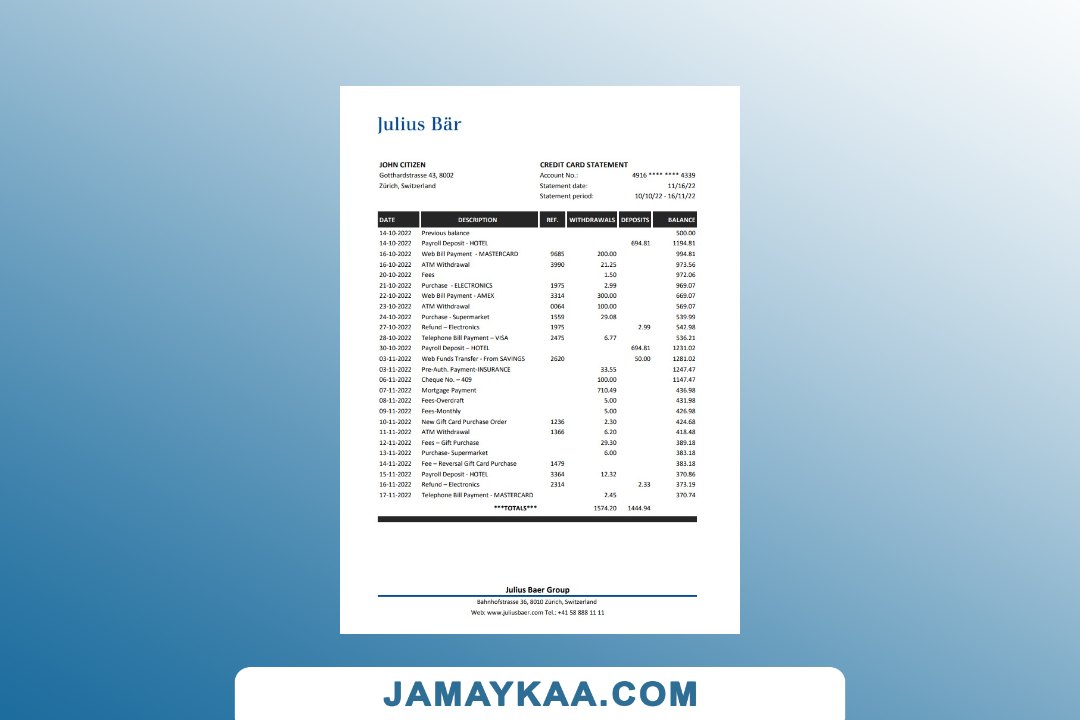 Julius Bär
JOHN CITIZEN
Gotthardstrasse 43, 8002
Zürich, Switzerland
CREDIT CARD STATEMENT
Account No.: 4916 **** **** 4339
Statement date: 11/16/22
Statement period: 10/10/22 - 16/11/22
DATE DESCRIPTION REF. WITHDRAWALS DEPOSITS BALANCE
14-10-2022 Previous balance 500.00
14-10-2022 Payroll Deposit - HOTEL 694.81 1194.81
16-10-2022 Web Bill Payment - MASTERCARD 9685 200.00 994.81
16-10-2022 ATM Withdrawal 3990 21.25 973.56
20-10-2022 Fees 1.50 972.06
21-10-2022 Purchase - ELECTRONICS 1975 2.99 969.07
22-10-2022 Web Bill Payment - AMEX 3314 300.00 669.07
23-10-2022 ATM Withdrawal 0064 100.00 569.07
24-10-2022 Purchase - Supermarket 1559 29.08 539.99
27-10-2022 Refund – Electronics 1975 2.99 542.98
28-10-2022 Telephone Bill Payment – VISA 2475 6.77 536.21
30-10-2022 Payroll Deposit – HOTEL 694.81 1231.02
03-11-2022 Web Funds Transfer - From SAVINGS 2620 50.00 1281.02
03-11-2022 Pre-Auth. Payment-INSURANCE 33.55 1247.47
06-11-2022 Cheque No. – 409 100.00 1147.47
07-11-2022 Mortgage Payment 710.49 436.98
08-11-2022 Fees-Overdraft 5.00 431.98
09-11-2022 Fees-Monthly 5.00 426.98
10-11-2022 New Gift Card Purchase Order 1236 2.30 424.68
11-11-2022 ATM Withdrawal 1366 6.20 418.48
12-11-2022 Fees – Gift Purchase 29.30 389.18
13-11-2022 Purchase- Supermarket 6.00 383.18
14-11-2022 Fee – Reversal Gift Card Purchase 1479 383.18
15-11-2022 Payroll Deposit - HOTEL 3364 12.32 370.86
16-11-2022 Refund – Electronics 2314 2.33 373.19
17-11-2022 Telephone Bill Payment - MASTERCARD 2.45 370.74
***TOTALS*** 1574.20 1444.94
Julius Baer Group
Bahnhofstrasse 36, 8010 Zürich, Switzerland
Web: www.juliusbaer.com Tel.: +41 58 888 11 11
JAMAYKAA.COM